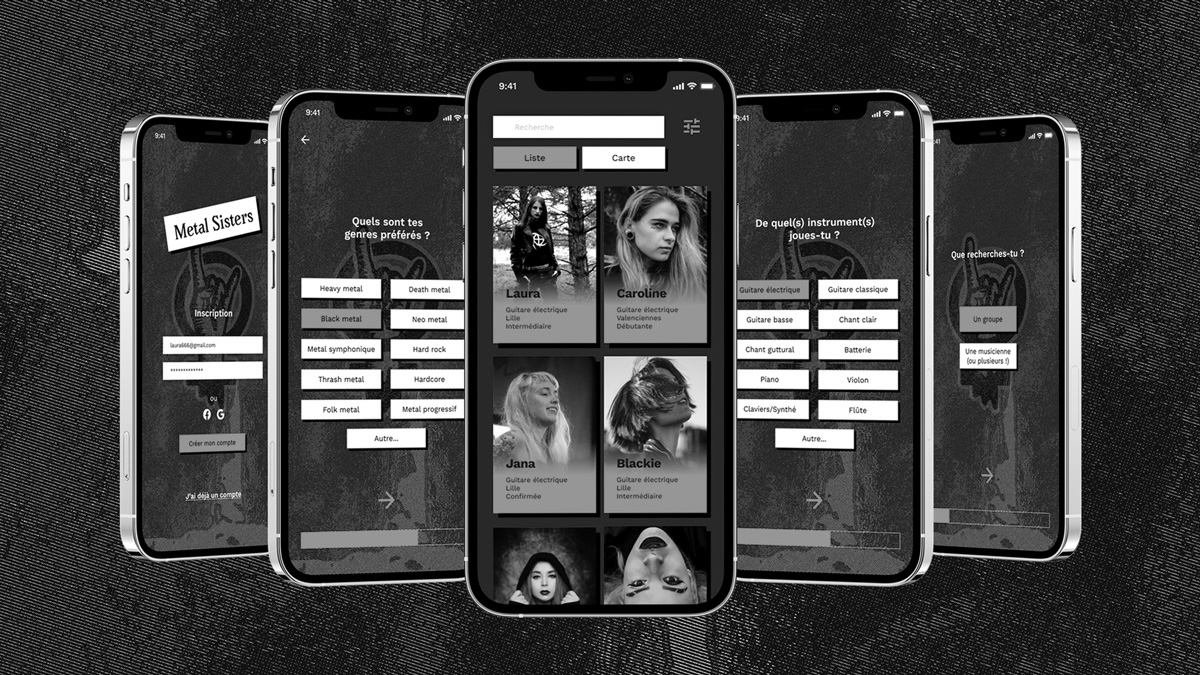 9:41
Metal Sisters
Inscription
laura666@gmail.com
*************
ou
Créer mon compte
J'ai déjà un compte
9:41
Quels sont tes
genres préférés ?
Heavy metal
Death metal
Black metal
Neo metal
Metal symphonique
Hard rock
Thrash metal
Hardcore
Folk metal
Metal progressif
Autre...
9:41
Recherche
Liste
Carte
Laura
Guitare électrique
Lille
Intermédiaire
Caroline
Guitare électrique
Valenciennes
Débutante
Jana
Guitare électrique
Lille
Confirmée
Blackie
Guitare électrique
Lille
Intermédiaire
9:41
De quel(s) instrument(s)
joues-tu ?
Guitare électrique
Guitare classique
Guitare basse
Chant clair
Chant guttural
Batterie
Piano
Violon
Claviers/Synthé
Flûte
Autre...
:41
Que recherches-tu ?
Un groupe
Une musicienne
(ou plusieurs !)